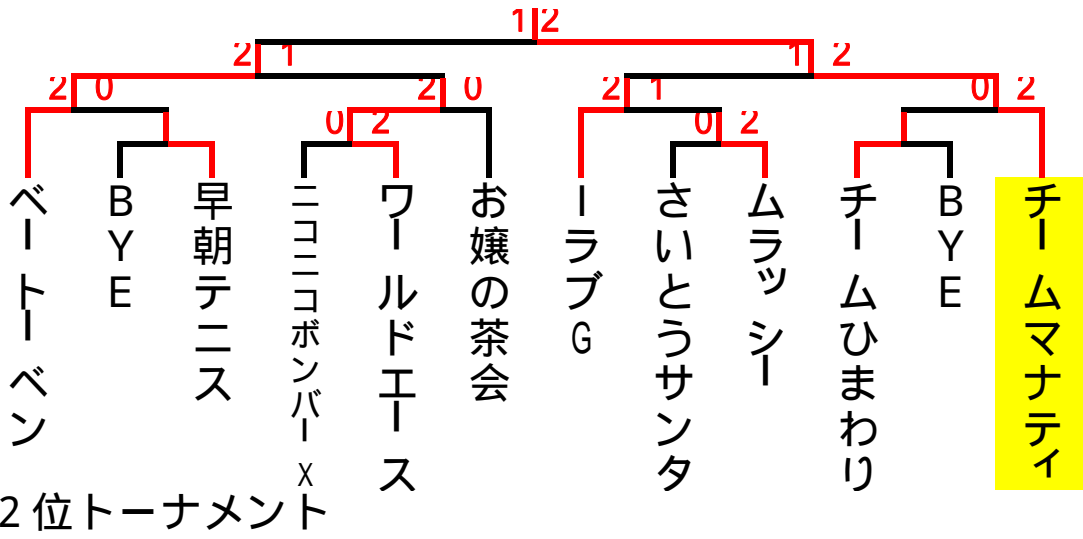 1 2
2 1 1 2
2 0 2 0 2 1 0 2
0 2 0 2
ベートーベン
BYE
早朝テニス
ニコニコボンバーX
ワールドエース
お嬢の茶会
IラブG
さいとうサンタ
ムラッシー
チームひまわり
BYE
チームマナティ
2位トーナメント